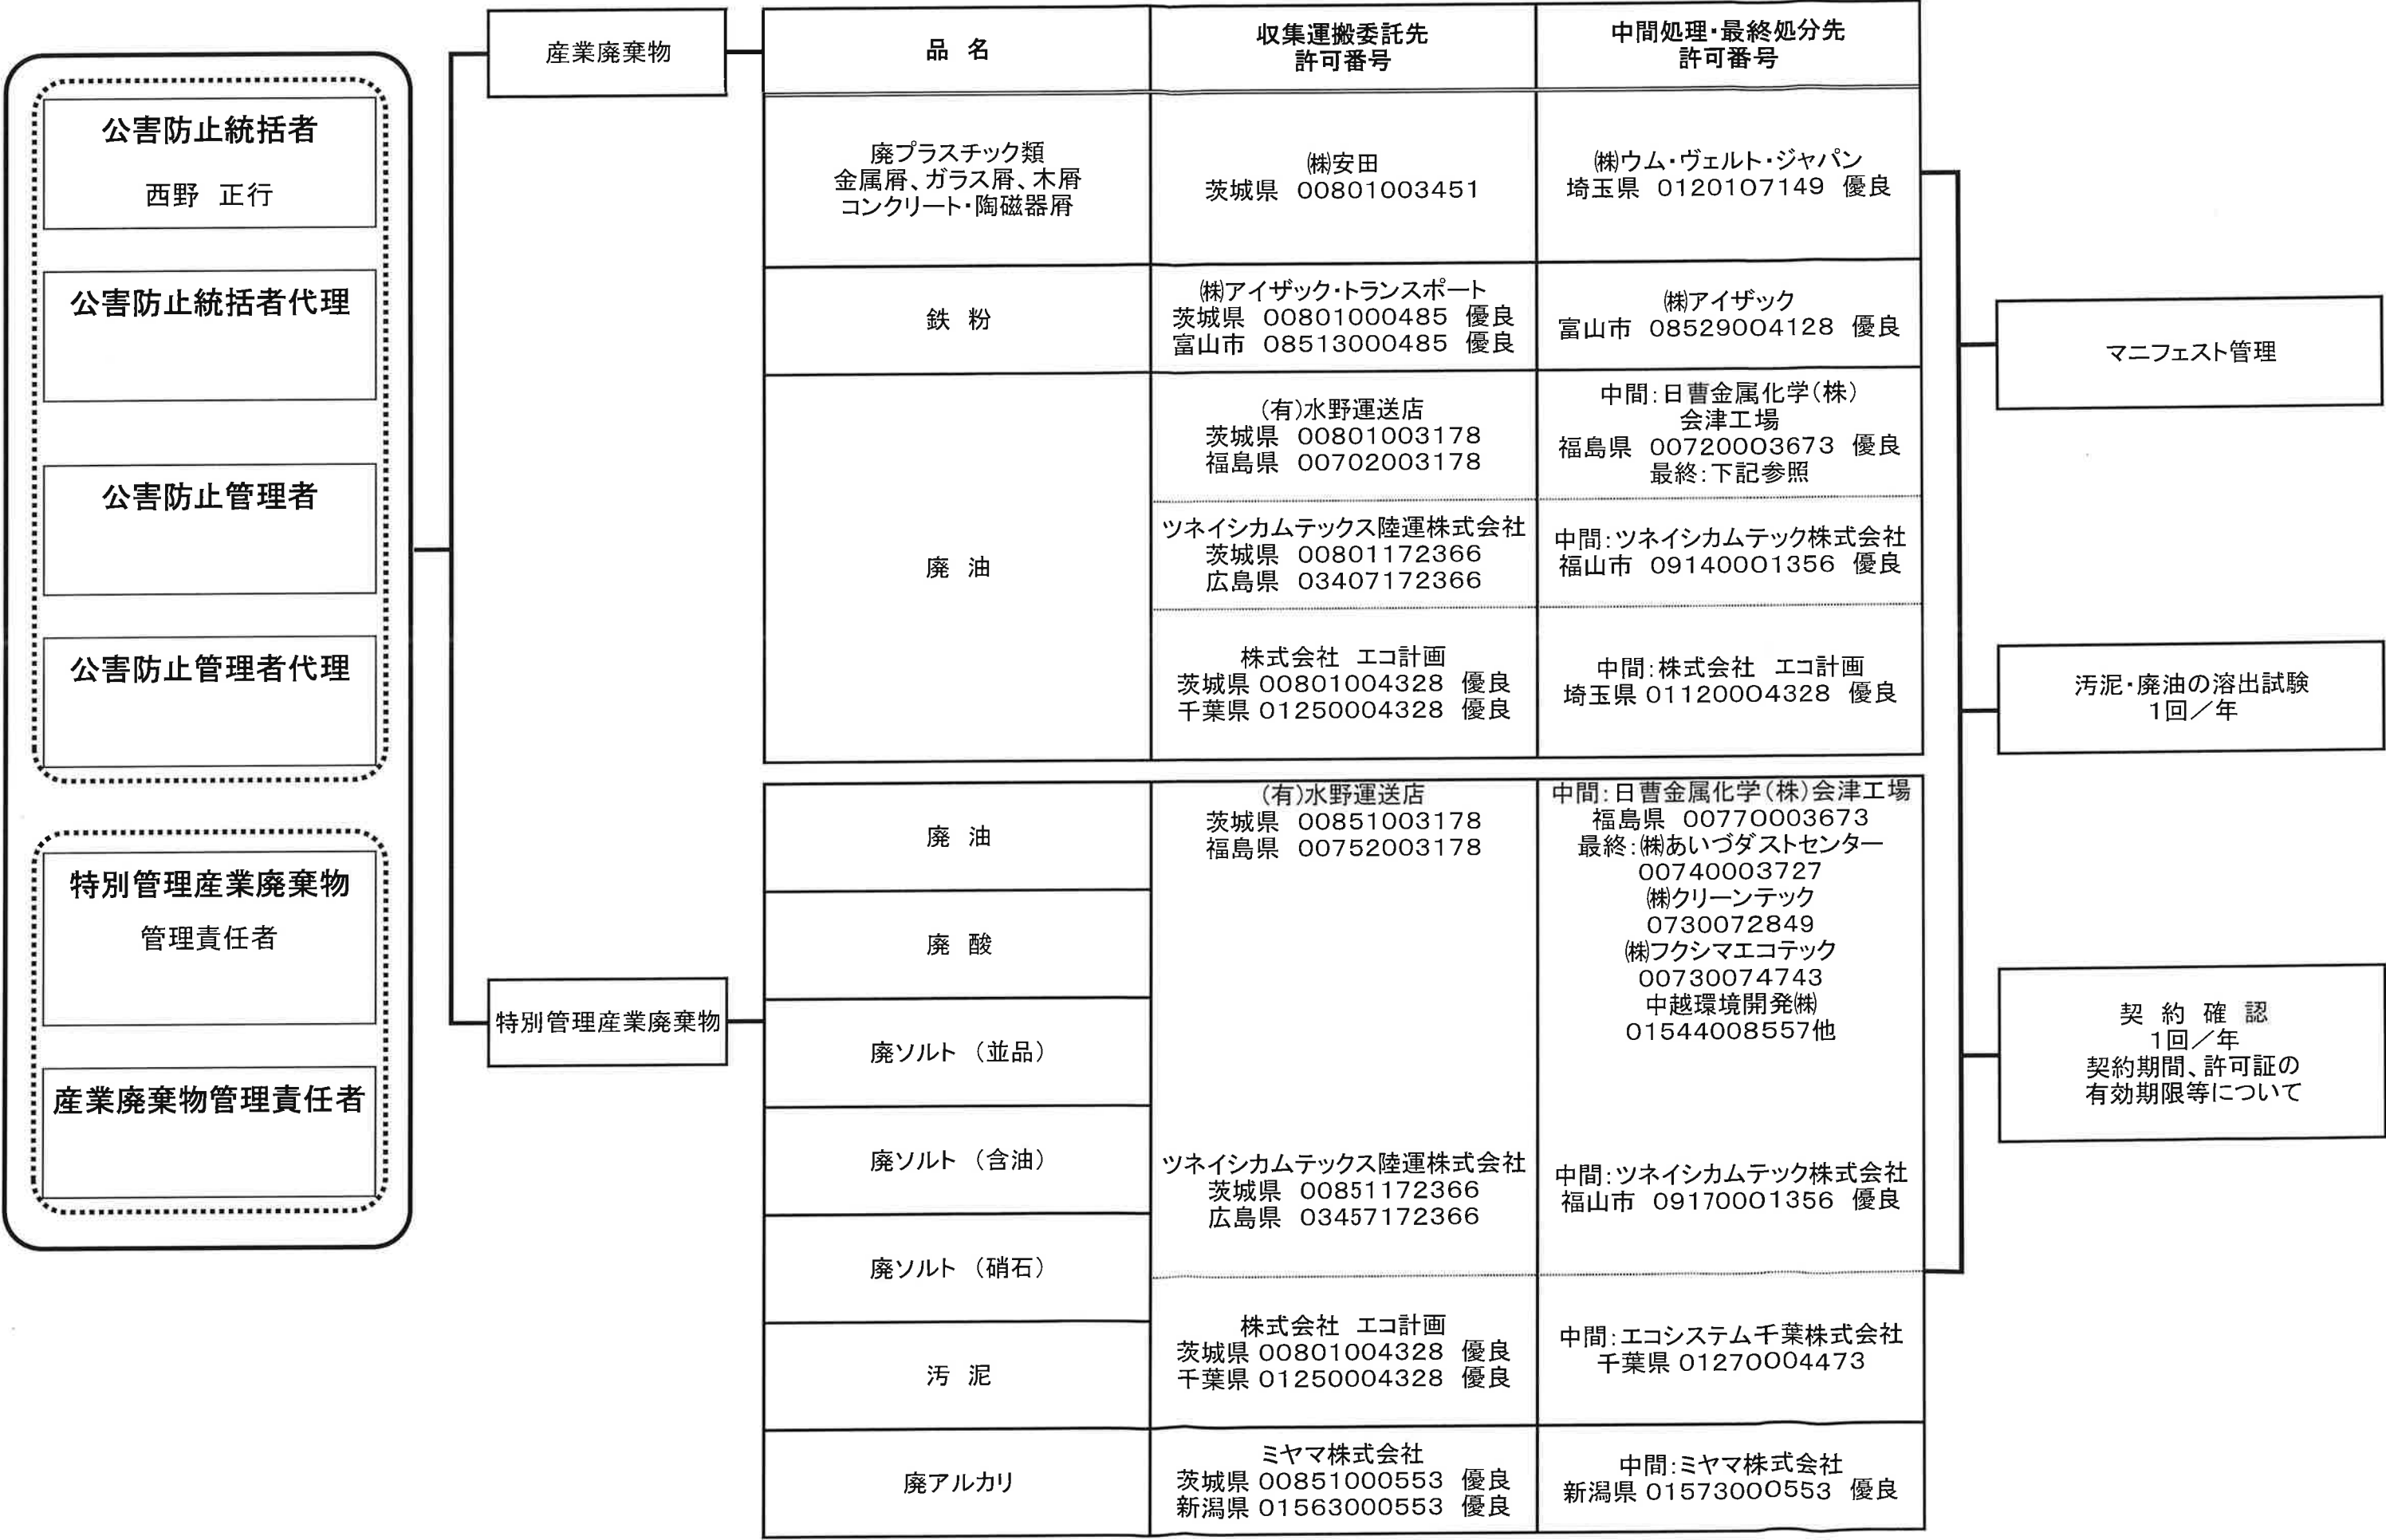 公害防止統括者
西野　正行
公害防止統括者代理
公害防止管理者
公害防止管理者代理
特別管理産業廃棄物
管理責任者
産業廃棄物管理責任者
産業廃棄物
特別管理産業廃棄物
品　名
収集運搬委託先
許可番号
中間処理・最終処分先
許可番号
廃プラスチック類
金属屑、ガラス屑、木屑
コンクリート・陶磁器屑
㈱安田
茨城県　00801003451
㈱ウム・ヴェルト・ジャパン
埼玉県　01201O7149　優良
鉄　粉
㈱アイザック・トランスポート
茨城県　00801000485　優良
富山市　08513000485　優良
㈱アイザック
富山市　08529004128　優良
廃　油
（有）水野運送店
茨城県　00801003178
福島県　00702003178
中間：日曹金属化学（株）
会津工場
福島県　00720003673　優良
最終：下記参照
ツネイシカムテックス陸運株式会社
茨城県　00801172366
広島県　03407172366
中間：ツネイシカムテック株式会社
福山市　09140001356　優良
株式会社　エコ計画
茨城県 00801004328　優良
千葉県 01250004328　優良
中間：株式会社　エコ計画
埼玉県 01120004328　優良
廃　油
廃　酸
廃ソルト　（並品）
廃ソルト　（含油）
廃ソルト　（硝石）
汚　泥
（有）水野運送店
茨城県　00851003178
福島県　00752003178
中間：日曹金属化学（株）会津工場
福島県　00770003673
最終：㈱あいづダストセンター
00740003727
㈱クリーンテック
0730072849
㈱フクシマエコテック
00730074743
中越環境開発㈱
01544008557他
ツネイシカムテックス陸運株式会社
茨城県　00851172366
広島県　03457172366
中間：ツネイシカムテック株式会社
福山市　09170001356　優良
株式会社　エコ計画
茨城県 00801004328　優良
千葉県 01250004328　優良
中間：エコシステム千葉株式会社
千葉県 01270004473
廃アルカリ
ミヤマ株式会社
茨城県 00851000553　優良
新潟県 01563000553　優良
中間：ミヤマ株式会社
新潟県 01573000553　優良
マニフェスト管理
汚泥・廃油の溶出試験
1回／年
契　約　確　認
1回／年
契約期間、許可証の
有効期限等について